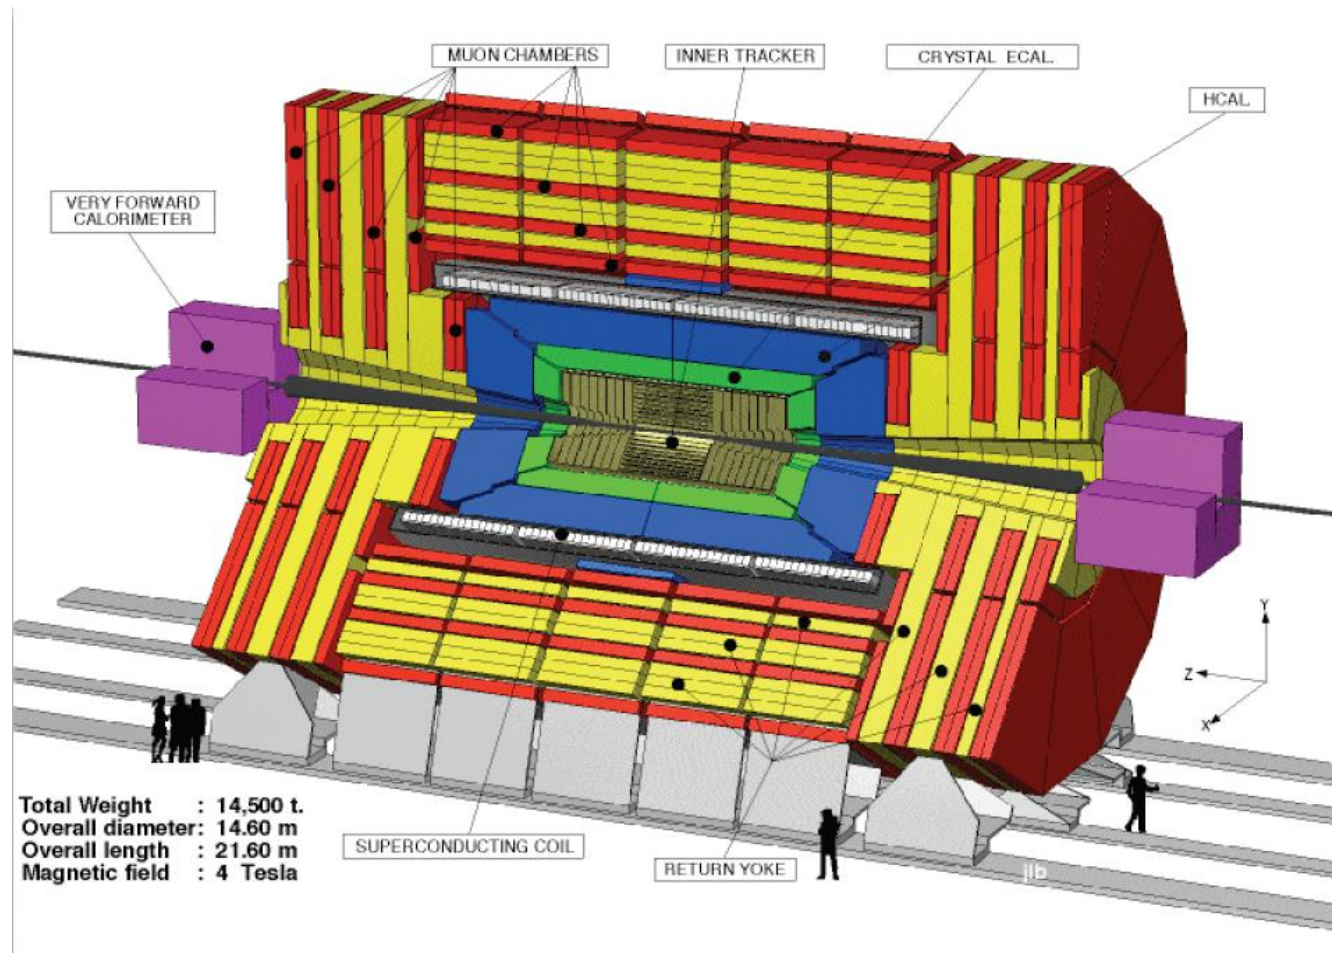 MUON CHAMBERS
INNER TRACKER
CRYSTAL ECAL.
HCAL
VERY FORWARD
CALORIMETER
Y
Z
X
Total Weight : 14,500 t.
Overall diameter: 14.60 m
Overall length : 21.60 m
Magnetic field : 4 Tesla
SUPERCONDUCTING COIL
RETURN YOKE
jlb